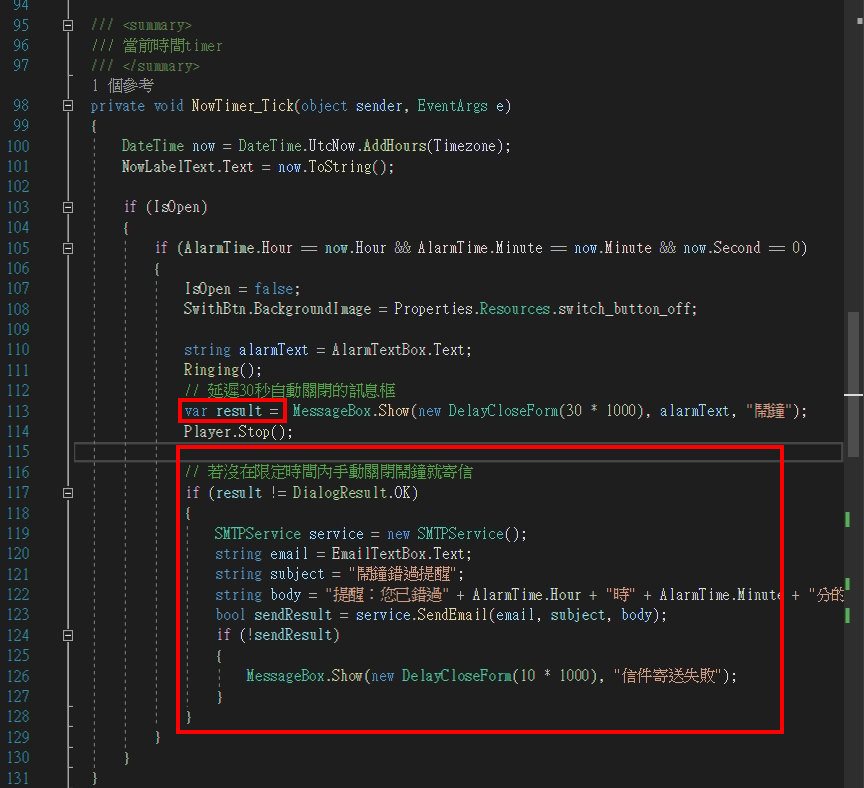 94
95 /// <summary>
96 /// 當前時間timer
97 /// </summary>
1 個參考
98 private void NowTimer_Tick(object sender, EventArgs e)
99 {
100 DateTime now = DateTime.UtcNow.AddHours(Timezone);
101 NowLabelText.Text = now.ToString();
102
103 if (IsOpen)
104 {
105 if (AlarmTime.Hour == now.Hour && AlarmTime.Minute == now.Minute && now.Second == 0)
106 {
107 IsOpen = false;
108 SwithBtn.BackgroundImage = Properties.Resources.switch_button_off;
109
110 string alarmText = AlarmTextBox.Text;
111 Ringing();
112 // 延遲30秒自動關閉的訊息框
113 var result = MessageBox.Show(new DelayCloseForm(30 * 1000), alarmText, "鬧鐘");
114 Player.Stop();
115
116 // 若沒在限定時間內手動關閉鬧鐘就寄信
117 if (result != DialogResult.OK)
118 {
119 SMTPService service = new SMTPService();
120 string email = EmailTextBox.Text;
121 string subject = "鬧鐘錯過提醒";
122 string body = "提醒：您已錯過" + AlarmTime.Hour + "時" + AlarmTime.Minute + "分的
123 bool sendResult = service.SendEmail(email, subject, body);
124 if (!sendResult)
125 {
126 MessageBox.Show(new DelayCloseForm(10 * 1000), "信件寄送失敗");
127 }
128 }
129 }
130 }
131 }